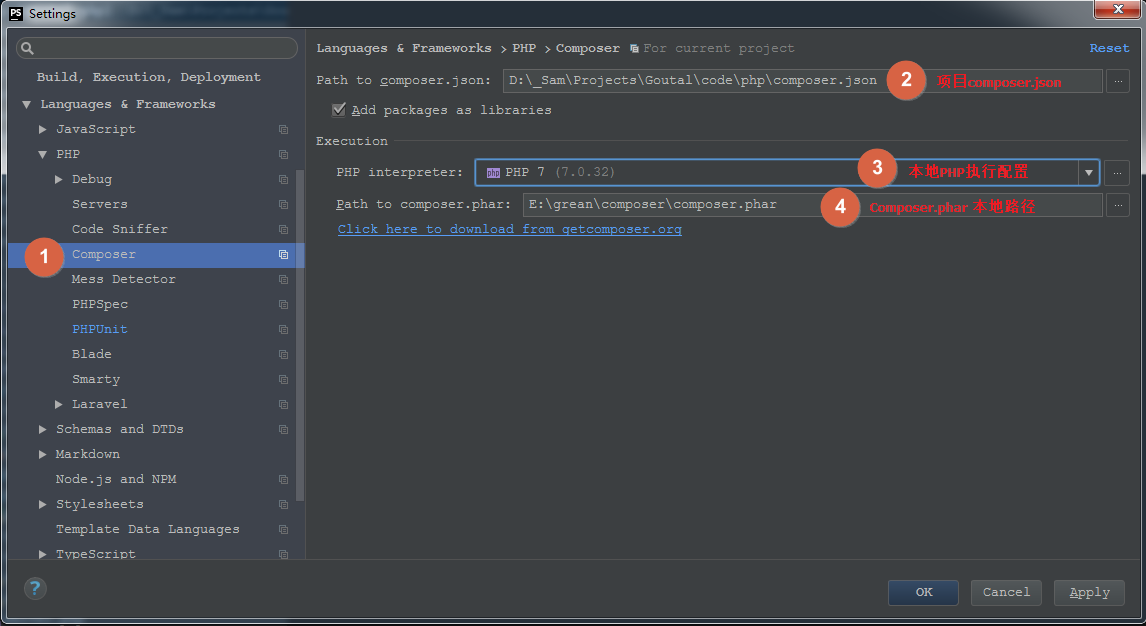 PS Settings
Build, Execution, Deployment
Languages & Frameworks
JavaScript
PHP
Debug
Servers
Code Sniffer
1 Composer
Mess Detector
PHPSpec
PHPUnit
Blade
Smarty
Laravel
Schemas and DTDs
Markdown
Node.js and NPM
Stylesheets
Template Data Languages
TypeScript
?
Languages & Frameworks › PHP › Composer For current project Reset
Path to composer.json: D:\_Sam\Projects\Goutal\code\php\composer.json 2 项目composer.json ...
Add packages as libraries
Execution
PHP interpreter: php PHP 7 (7.0.32) 3 本地PHP执行配置 ...
Path to composer.phar: E:\grean\composer\composer.phar 4 Composer.phar 本地路径 ...
Click here to download from getcomposer.org
OK Cancel Apply